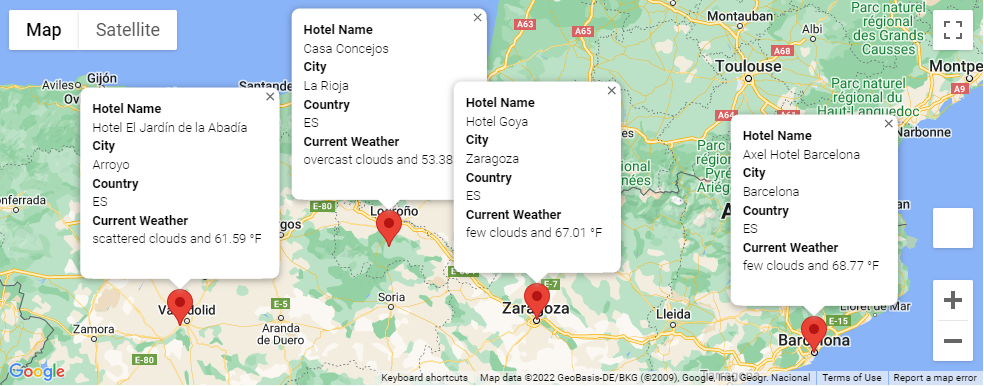 Map
Satellite
Hotel Name
Casa Concejos
City
La Rioja
Country
ES
Current Weather
overcast clouds and 53.38
Hotel Name
Hotel El Jardín de la Abadía
City
Arroyo
Country
ES
Current Weather
scattered clouds and 61.59 °F
Hotel Name
Hotel Goya
City
Zaragoza
Country
ES
Current Weather
few clouds and 67.01 °F
Hotel Name
Axel Hotel Barcelona
City
Barcelona
Country
ES
Current Weather
few clouds and 68.77 °F
A63
A65
Montauban
Albi
Parc naturel
régional
des Grands
Causses
A68
Toulouse
Montpe
Parc naturel
régional du
Haut-Languedoc
A9
A64
Narbonne
Avilés
Gijón
Santande
E-80
Logroño
E-7
Soria
Zaragoza
Lleida
E-5
Zamora
Aranda
de Duero
E-80
E-15
Lloret de Mar
Barcelona
Google
Keyboard shortcuts
Map data ©2022 GeoBasis-DE/BKG (©2009), Google, Inst. Geogr. Nacional
Terms of Use
Report a map error